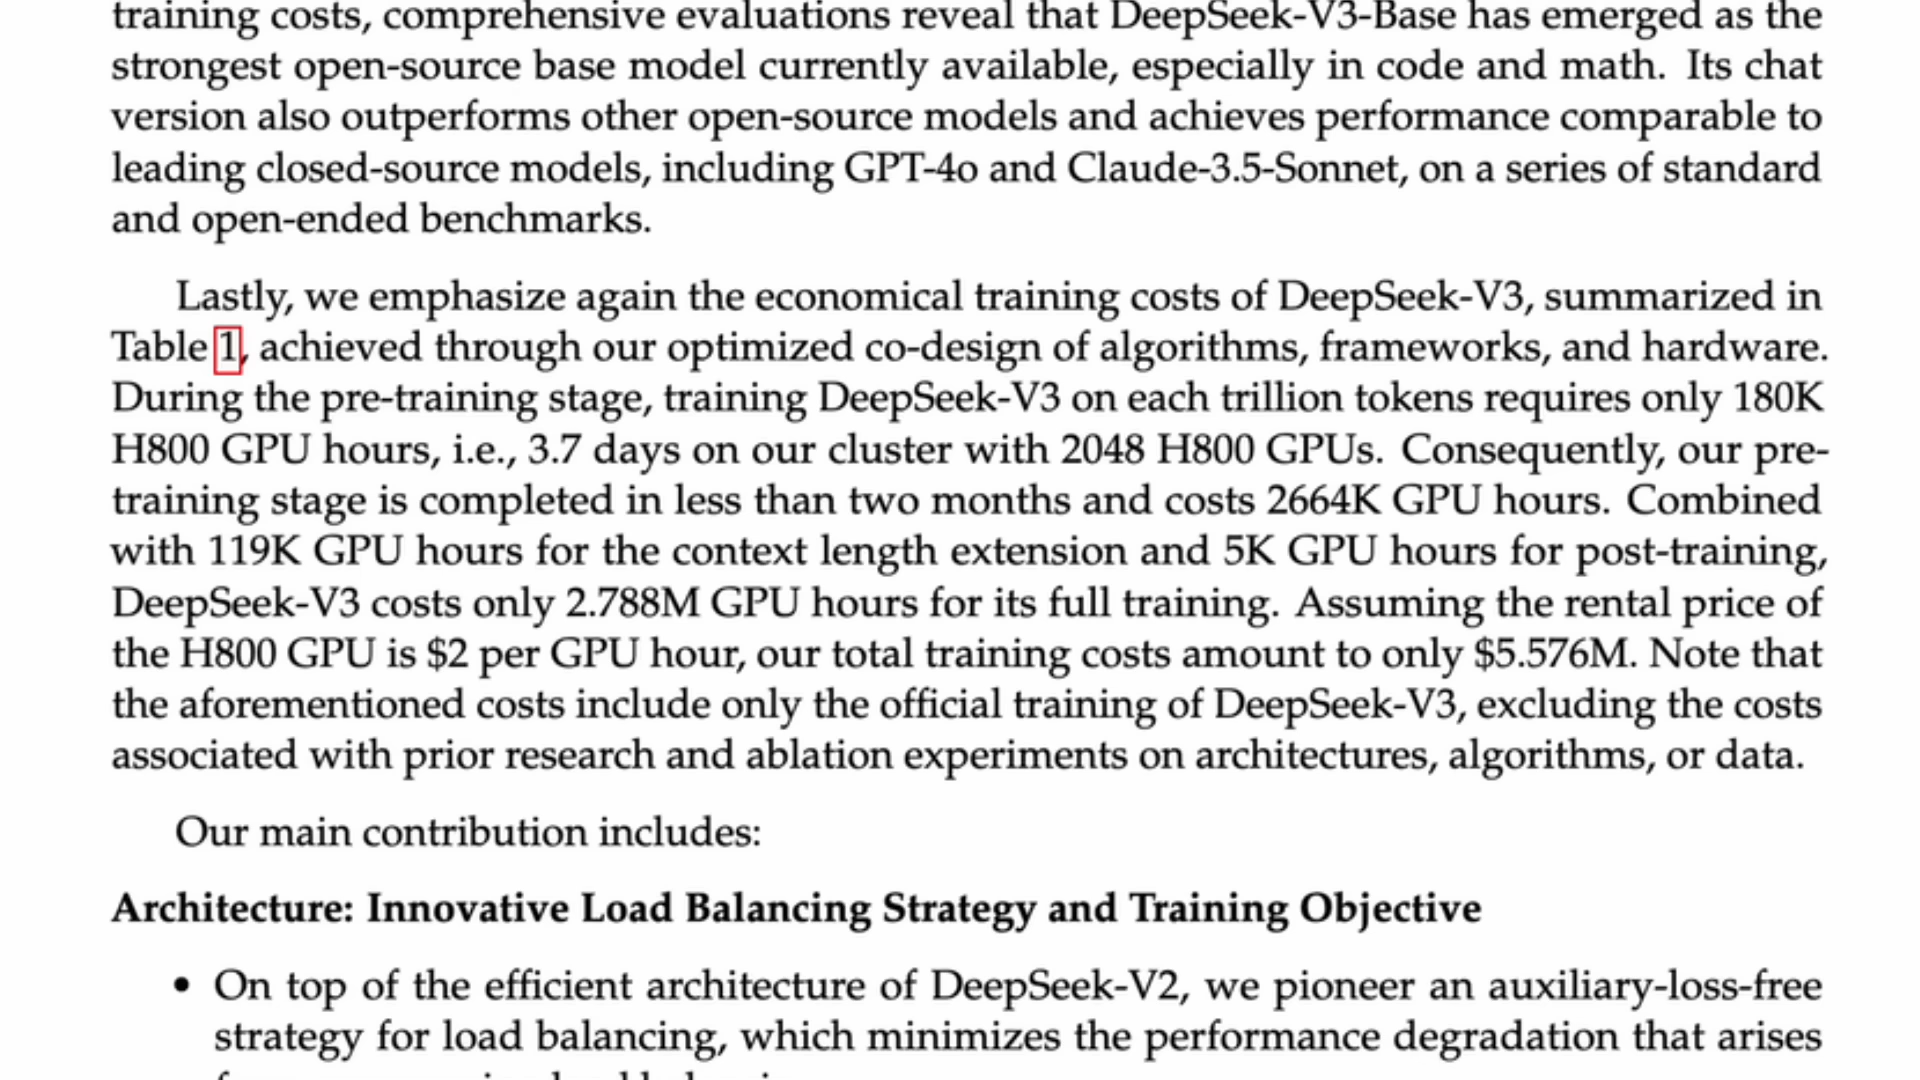 training costs, comprehensive evaluations reveal that DeepSeek-V3-Base has emerged as the
strongest open-source base model currently available, especially in code and math. Its chat
version also outperforms other open-source models and achieves performance comparable to
leading closed-source models, including GPT-4o and Claude-3.5-Sonnet, on a series of standard
and open-ended benchmarks.
Lastly, we emphasize again the economical training costs of DeepSeek-V3, summarized in
Table 1, achieved through our optimized co-design of algorithms, frameworks, and hardware.
During the pre-training stage, training DeepSeek-V3 on each trillion tokens requires only 180K
H800 GPU hours, i.e., 3.7 days on our cluster with 2048 H800 GPUs. Consequently, our pre-
training stage is completed in less than two months and costs 2664K GPU hours. Combined
with 119K GPU hours for the context length extension and 5K GPU hours for post-training,
DeepSeek-V3 costs only 2.788M GPU hours for its full training. Assuming the rental price of
the H800 GPU is $2 per GPU hour, our total training costs amount to only $5.576M. Note that
the aforementioned costs include only the official training of DeepSeek-V3, excluding the costs
associated with prior research and ablation experiments on architectures, algorithms, or data.
Our main contribution includes:
Architecture: Innovative Load Balancing Strategy and Training Objective
• On top of the efficient architecture of DeepSeek-V2, we pioneer an auxiliary-loss-free
strategy for load balancing, which minimizes the performance degradation that arises